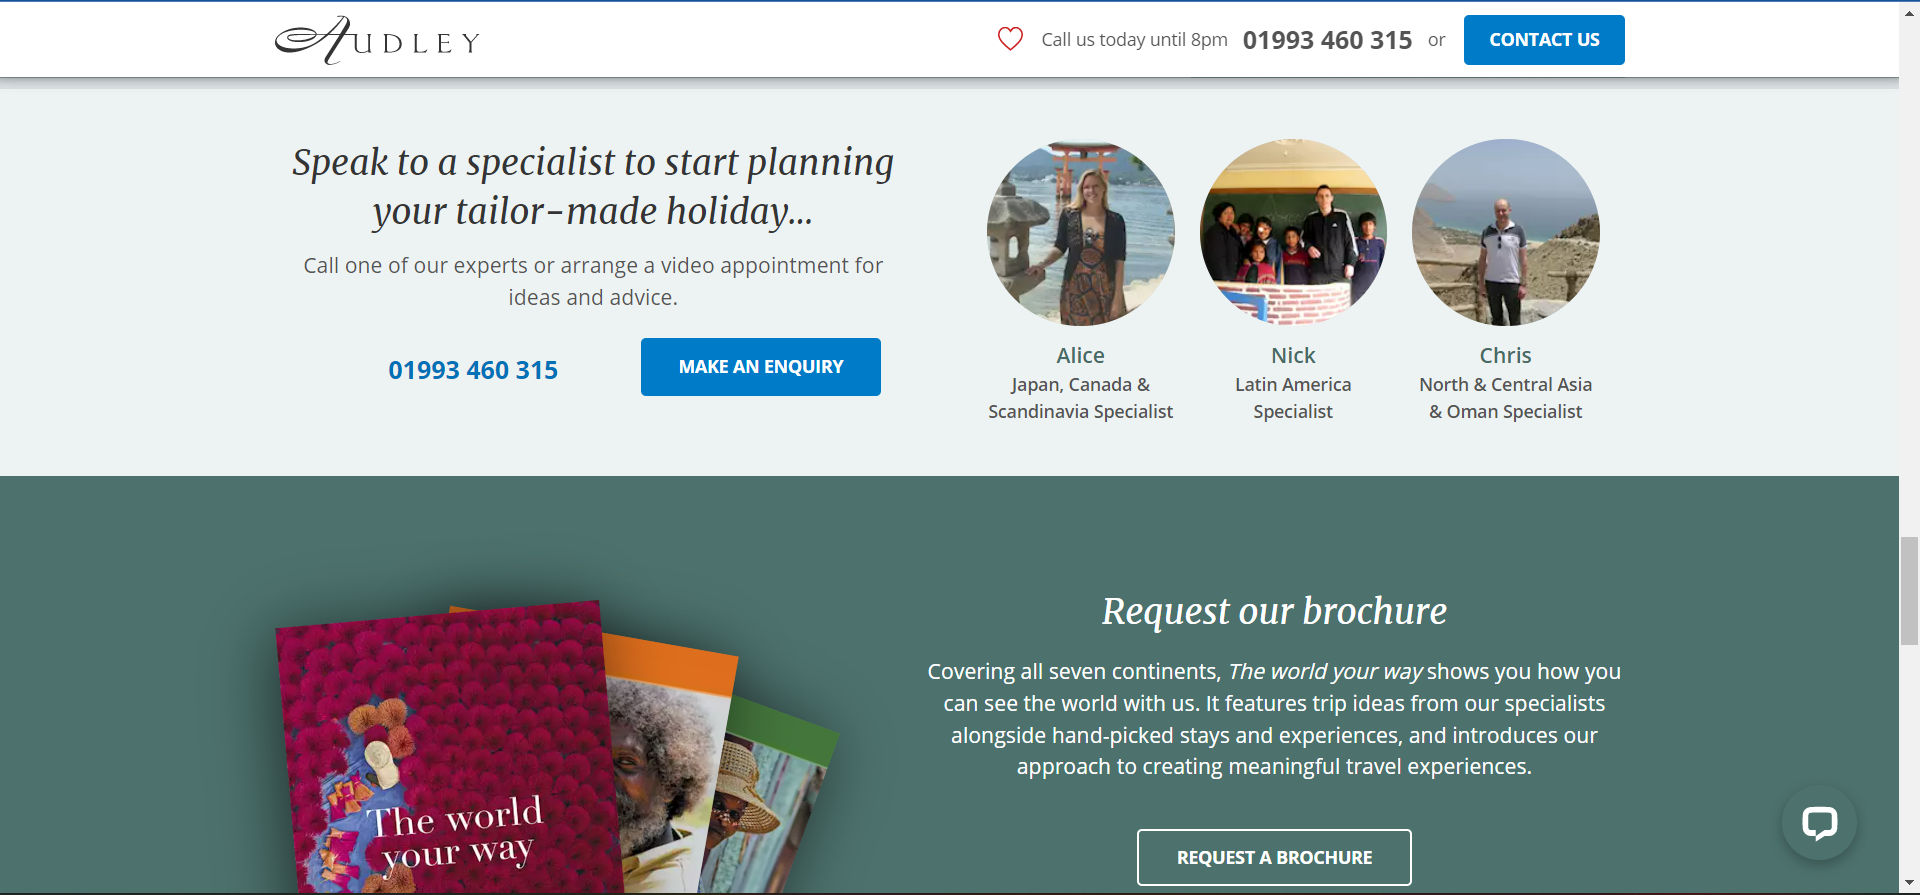 AUDLEY
Call us today until 8pm 01993 460 315 or CONTACT US
Speak to a specialist to start planning
your tailor-made holiday...
Call one of our experts or arrange a video appointment for
ideas and advice.
01993 460 315
MAKE AN ENQUIRY
Alice
Japan, Canada &
Scandinavia Specialist
Nick
Latin America
Specialist
Chris
North & Central Asia
& Oman Specialist
The world
your way
Request our brochure
Covering all seven continents, The world your way shows you how you
can see the world with us. It features trip ideas from our specialists
alongside hand-picked stays and experiences, and introduces our
approach to creating meaningful travel experiences.
REQUEST A BROCHURE